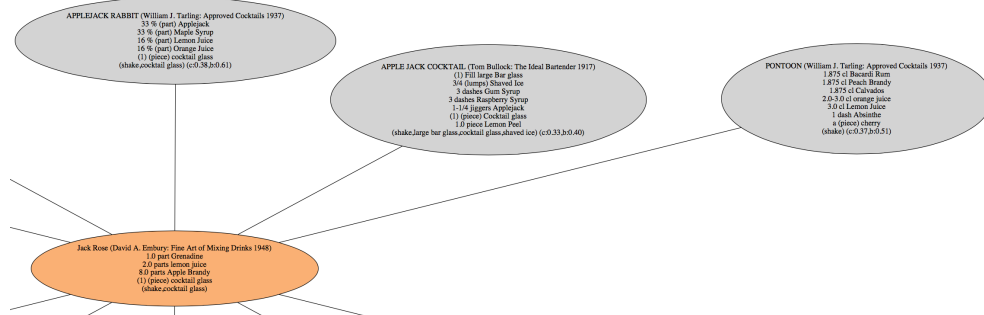 APPLEJACK RABBIT (William J. Tarling: Approved Cocktails 1937)
33 % (part) Applejack
33 % (part) Maple Syrup
16 % (part) Lemon Juice
16 % (part) Orange Juice
(1) (piece) cocktail glass
(shake,cocktail glass) (c:0.38,b:0.61)
APPLE JACK COCKTAIL (Tom Bullock: The Ideal Bartender 1917)
(1) Fill large Bar glass
3/4 (lumps) Shaved Ice
3 dashes Gum Syrup
3 dashes Raspberry Syrup
1-1/4 jiggers Applejack
(1) (piece) Cocktail glass
1.0 piece Lemon Peel
(shake,large bar glass,cocktail glass,shaved ice) (c:0.33,b:0.40)
PONTOON (William J. Tarling: Approved Cocktails 1937)
1.875 cl Bacardi Rum
1.875 cl Peach Brandy
1.875 cl Calvados
2.0-3.0 cl orange juice
3.0 cl Lemon Juice
1 dash Absinthe
a (piece) cherry
(shake) (c:0.37,b:0.51)
Jack Rose (David A. Embury: Fine Art of Mixing Drinks 1948)
1.0 part Grenadine
2.0 parts lemon juice
8.0 parts Apple Brandy
(1) (piece) cocktail glass
(shake,cocktail glass)